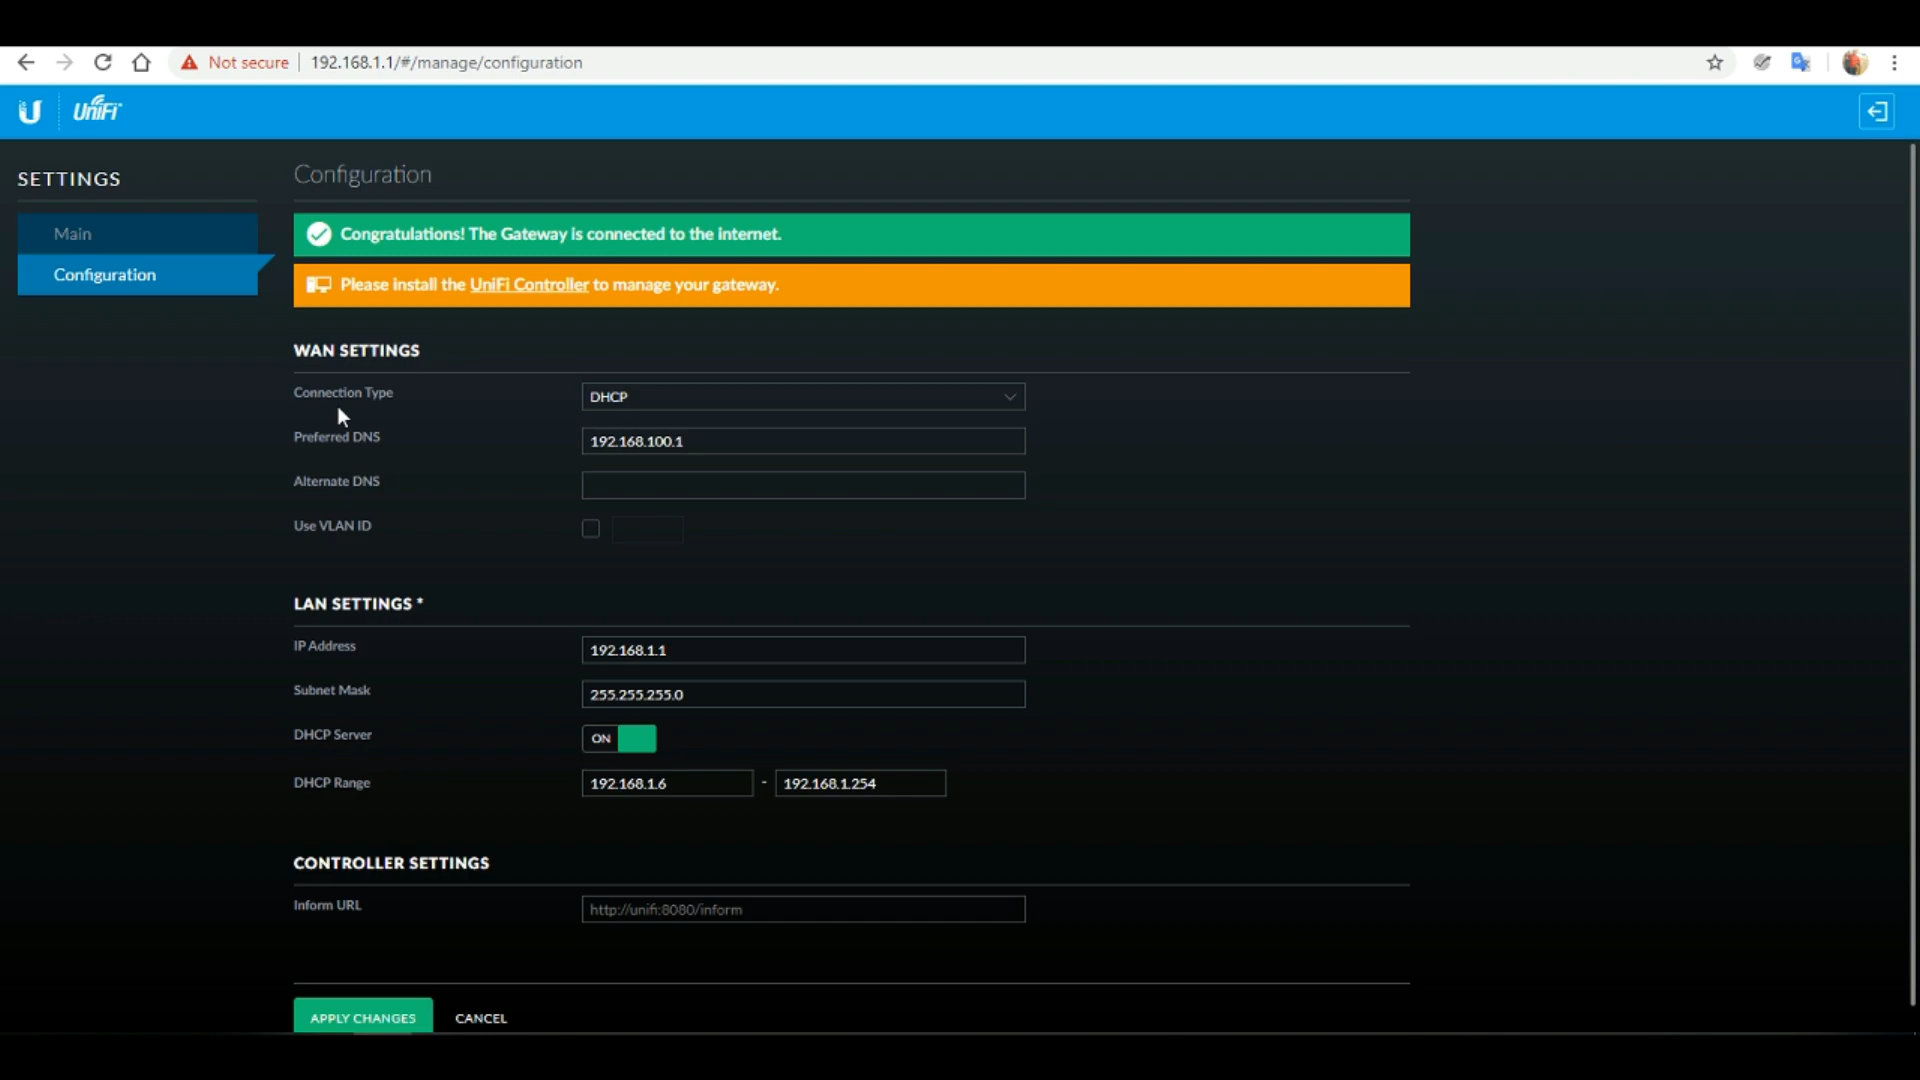 Not secure 192.168.1.1/#/manage/configuration
U UniFi
SETTINGS
Main
Configuration
Configuration
Congratulations! The Gateway is connected to the internet.
Please install the UniFi Controller to manage your gateway.
WAN SETTINGS
Connection Type DHCP
Preferred DNS 192.168.100.1
Alternate DNS
Use VLAN ID
LAN SETTINGS *
IP Address 192.168.1.1
Subnet Mask 255.255.255.0
DHCP Server ON
DHCP Range 192.168.1.6 - 192.168.1.254
CONTROLLER SETTINGS
Inform URL http://unifi:8080/inform
APPLY CHANGES CANCEL